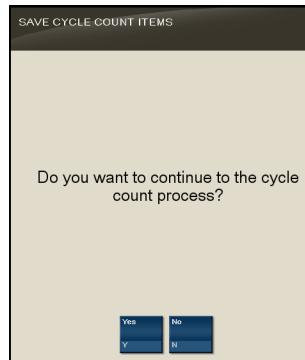 SAVE CYCLE COUNT ITEMS
Do you want to continue to the cycle
count process?
Yes No
Y N